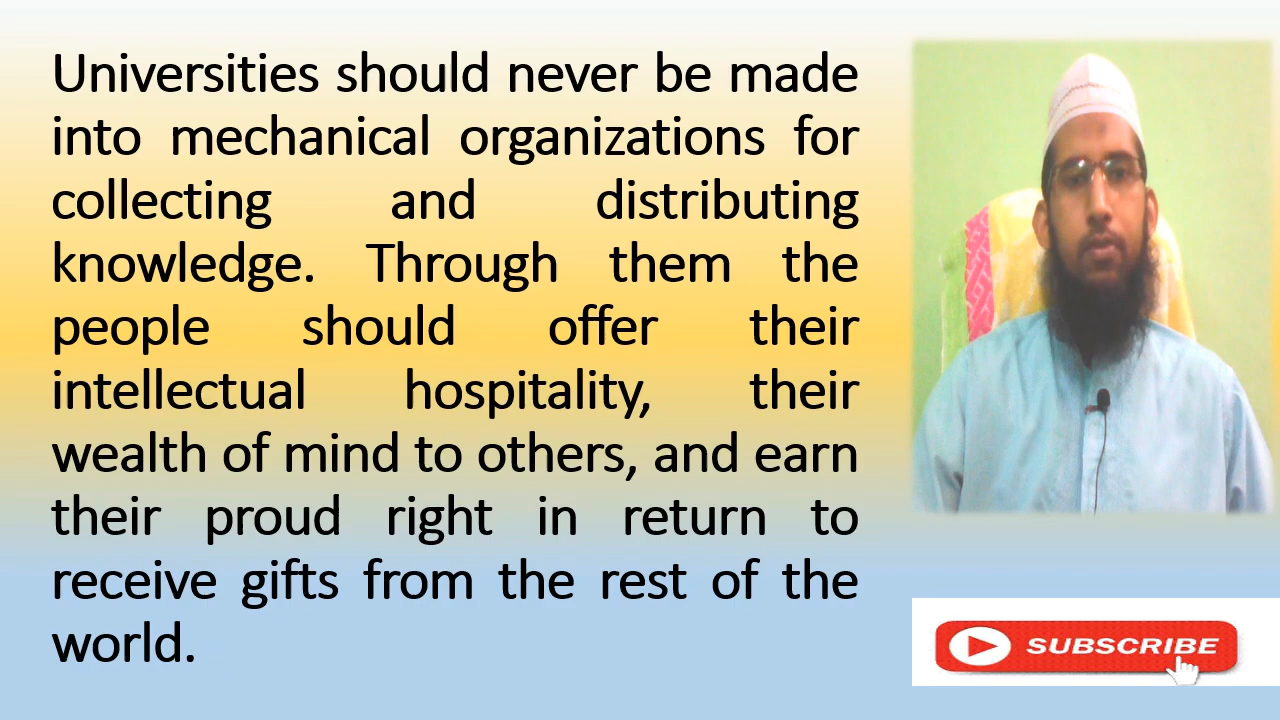 Universities should never be made
into mechanical organizations for
collecting and distributing
knowledge. Through them the
people should offer their
intellectual hospitality, their
wealth of mind to others, and earn
their proud right in return to
receive gifts from the rest of the
world.
SUBSCRIBE